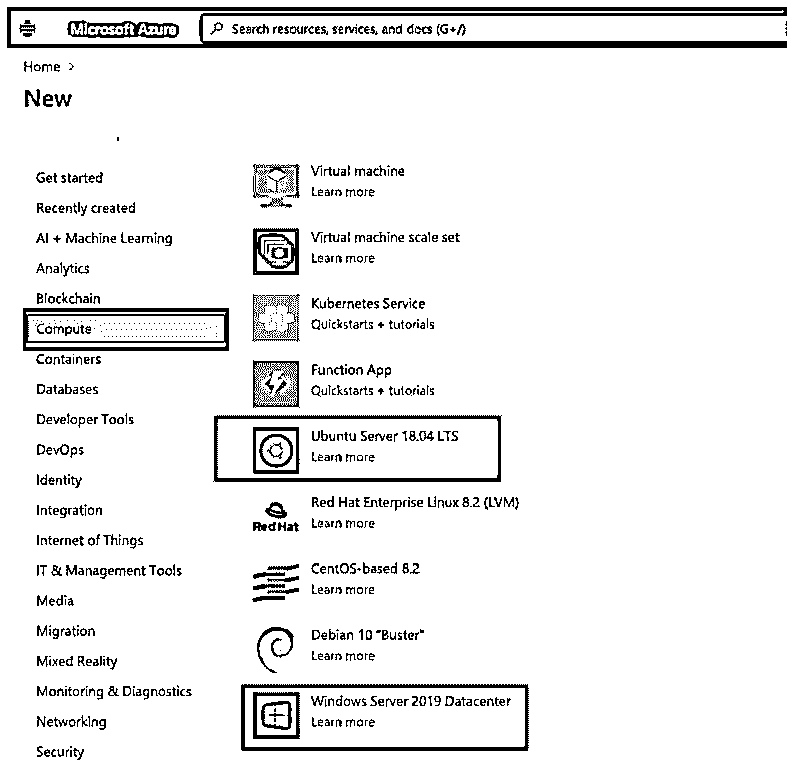 Microsoft Azure
Search resources, services, and docs (G+/)
Home >
New
Get started
Recently created
AI + Machine Learning
Analytics
Blockchain
Compute
Containers
Databases
Developer Tools
DevOps
Identity
Integration
Internet of Things
IT & Management Tools
Media
Migration
Mixed Reality
Monitoring & Diagnostics
Networking
Security
Virtual machine
Learn more
Virtual machine scale set
Learn more
Kubernetes Service
Quickstarts + tutorials
Function App
Quickstarts + tutorials
Ubuntu Server 18.04 LTS
Learn more
Red Hat
Red Hat Enterprise Linux 8.2 (LVM)
Learn more
CentOS-based 8.2
Learn more
Debian 10 "Buster"
Learn more
Windows Server 2019 Datacenter
Learn more